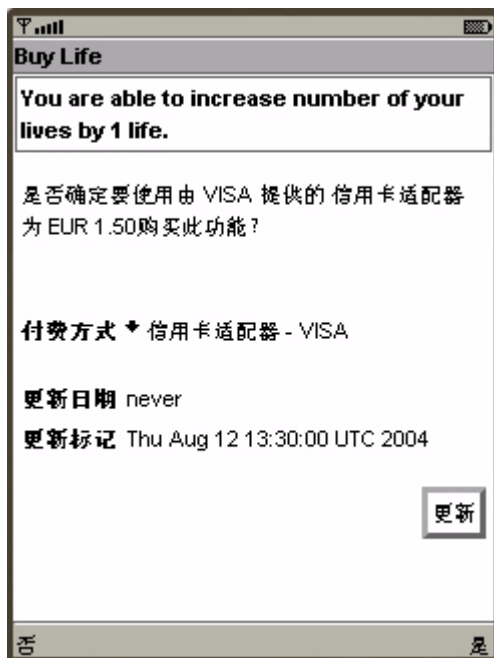 Buy Life
You are able to increase number of your
lives by 1 life.
是否确定要使用由 VISA 提供的 信用卡适配器
为 EUR 1.50购买此功能?
付费方式 信用卡适配器 - VISA
更新日期 never
更新标记 Thu Aug 12 13:30:00 UTC 2004
更新
否 是